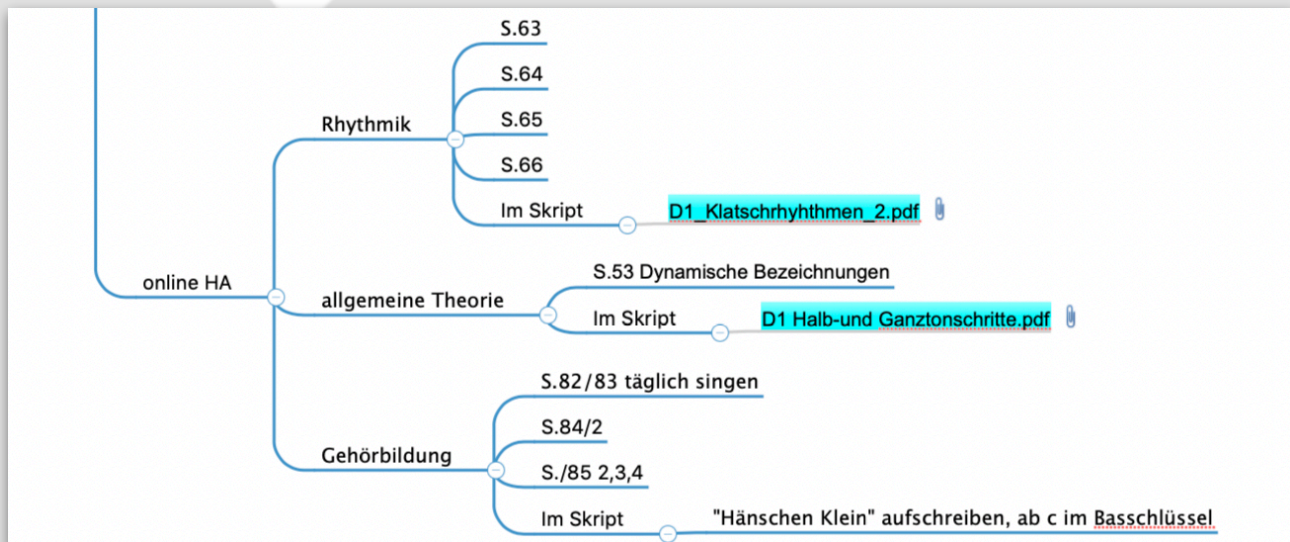 S.63
S.64
Rhythmik
S.65
S.66
Im Skript
D1_Klatschrhyhthmen_2.pdf
online HA
allgemeine Theorie
S.53 Dynamische Bezeichnungen
Im Skript
D1 Halb-und Ganztonschritte.pdf
Gehörbildung
S.82/83 täglich singen
S.84/2
S./85 2,3,4
Im Skript
"Hänschen Klein" aufschreiben, ab c im Basschlüssel